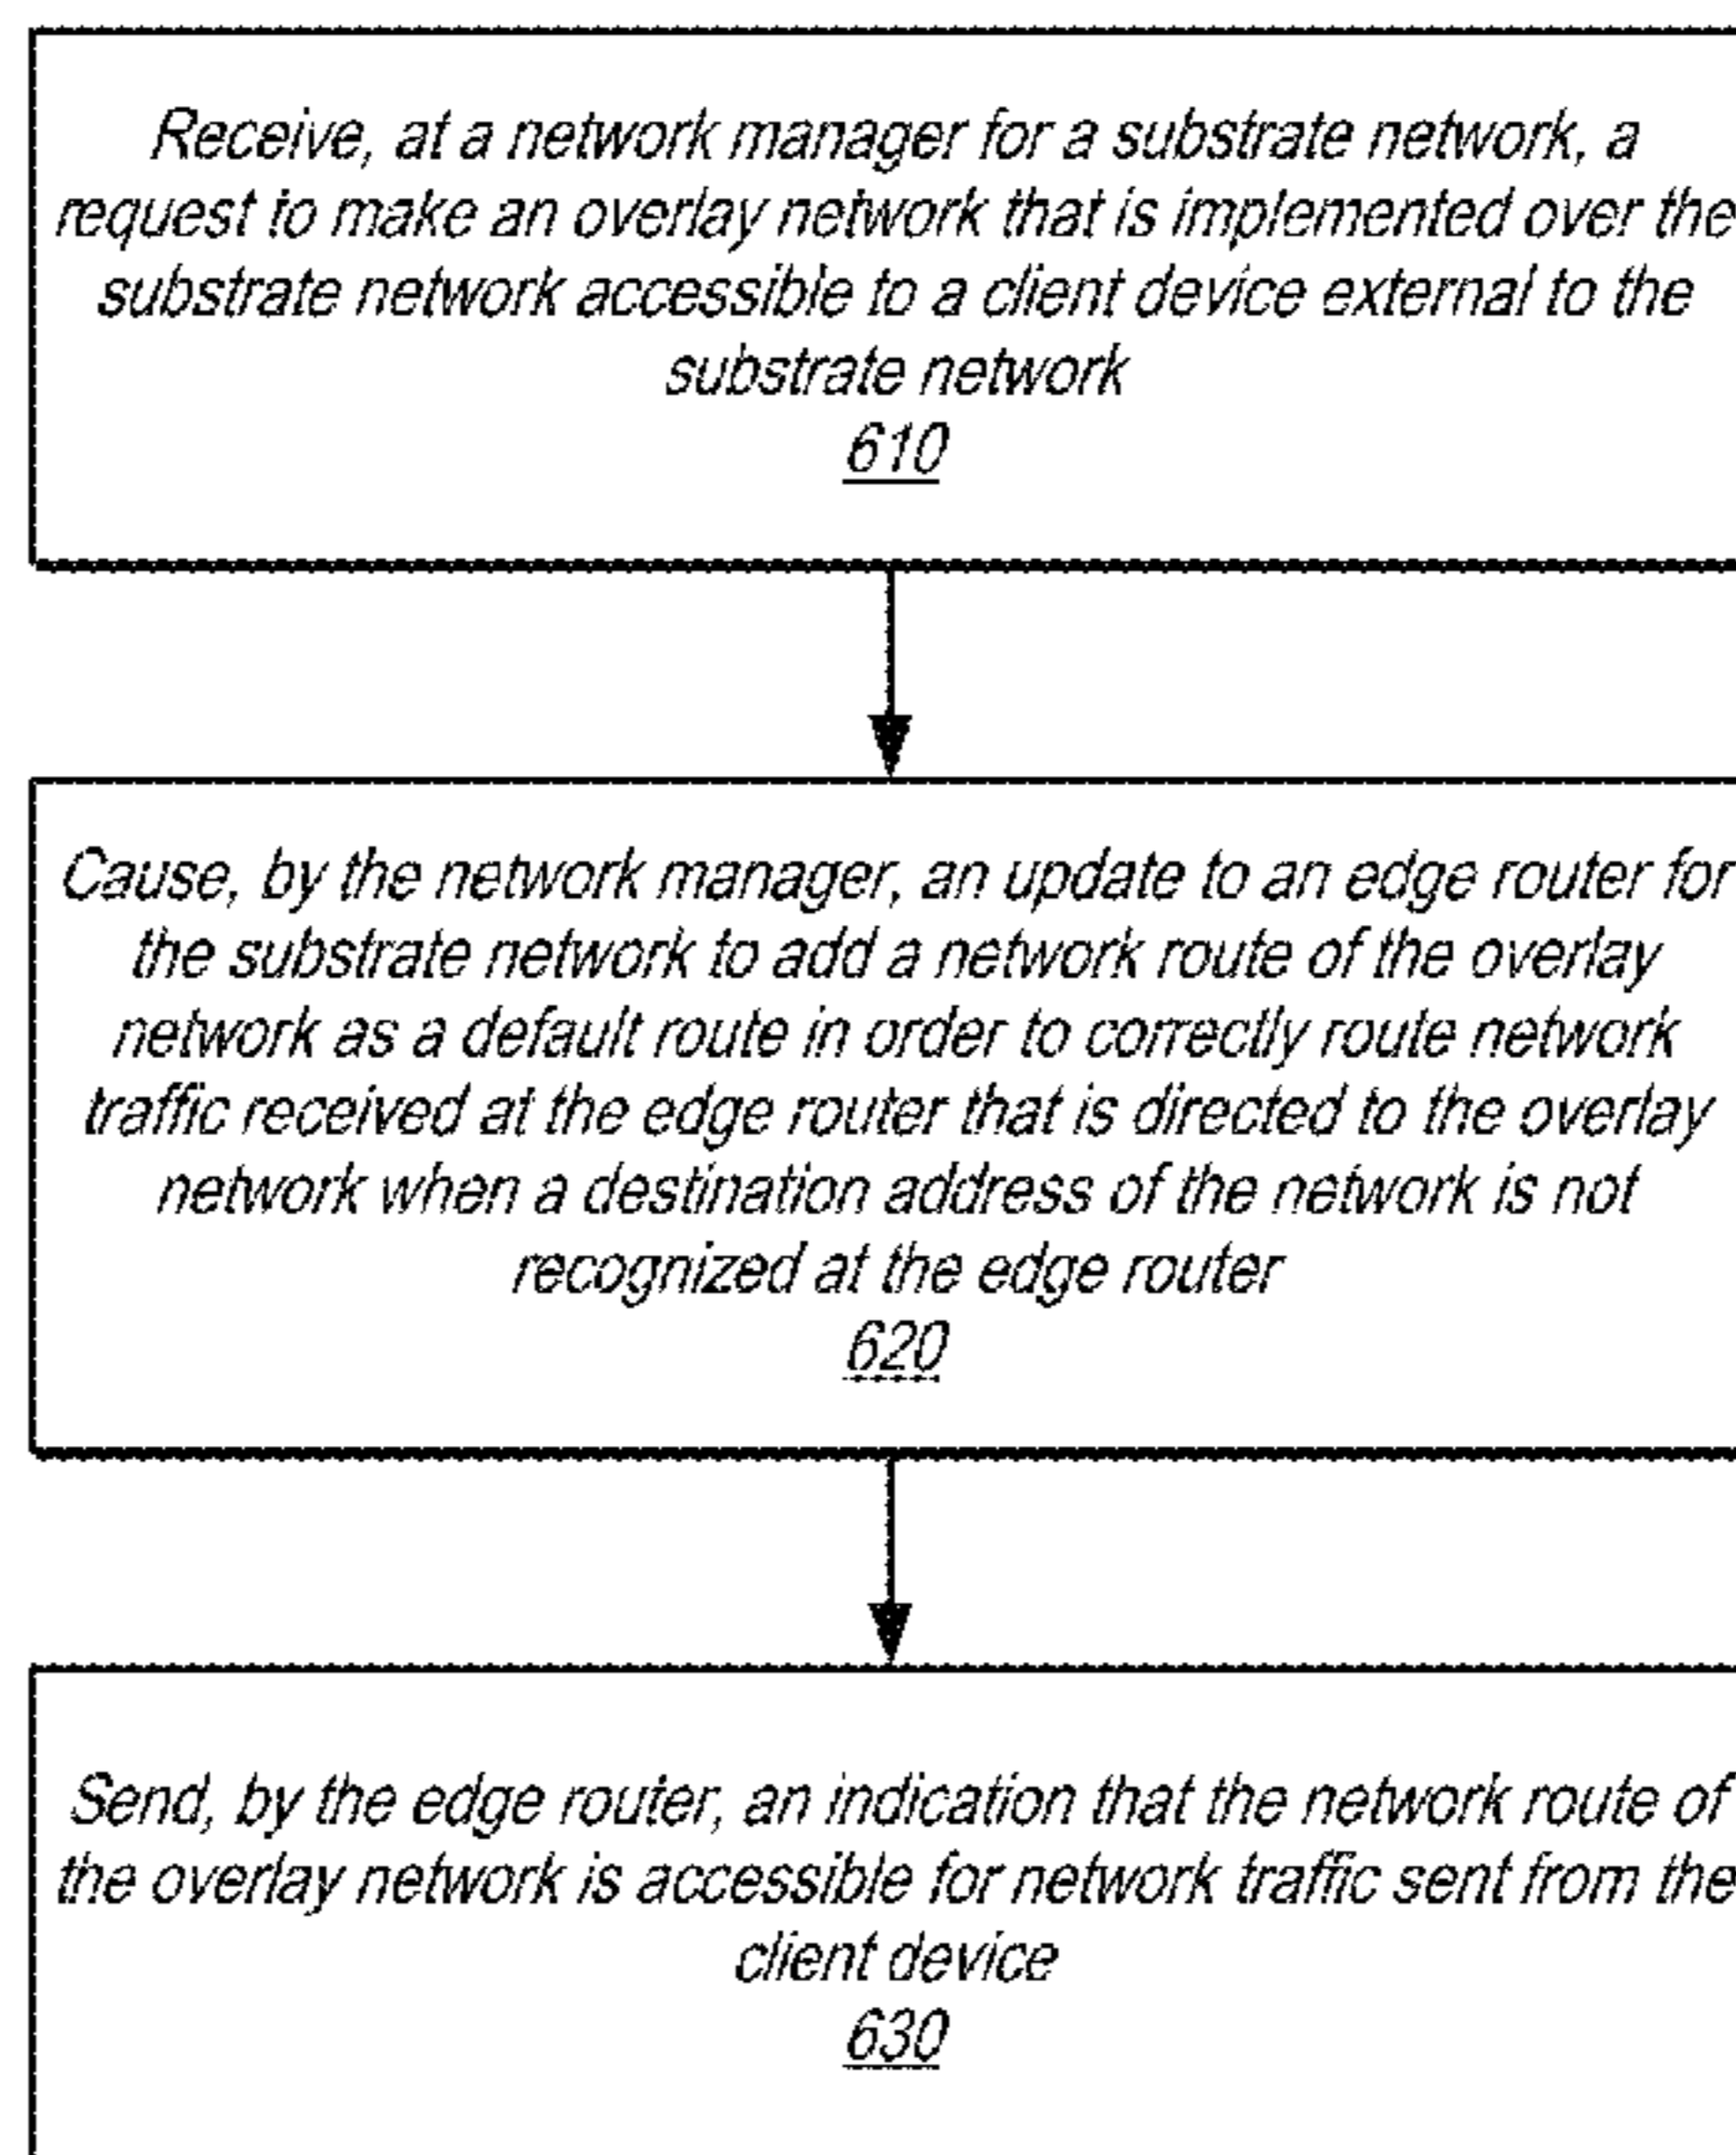 Receive, at a network manager for a substrate network, a
request to make an overlay network that is implemented over the
substrate network accessible to a client device external to the
substrate network
610
Cause, by the network manager, an update to an edge router for
the substrate network to add a network route of the overlay
network as a default route in order to correctly route network
traffic received at the edge router that is directed to the overlay
network when a destination address of the network is not
recognized at the edge router
620
Send, by the edge router, an indication that the network route of
the overlay network is accessible for network traffic sent from the
client device
630